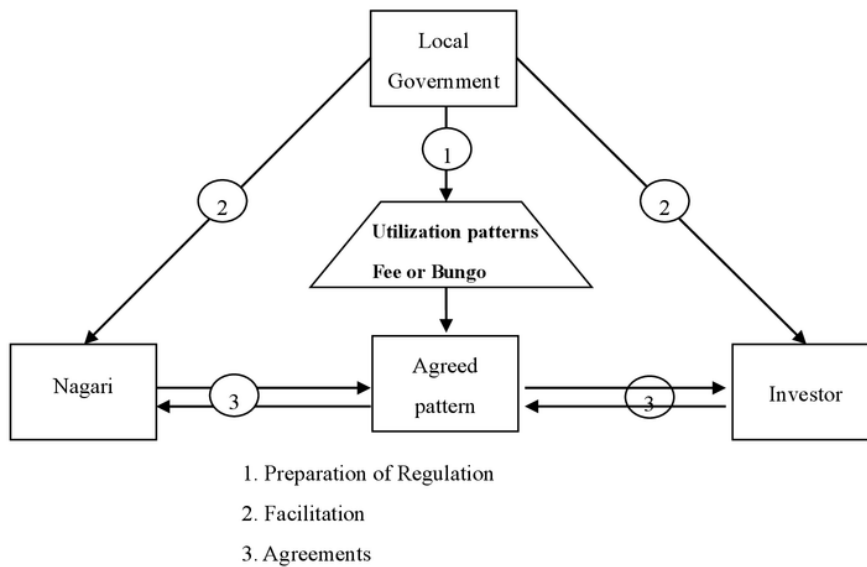 Local
Government
1
2
2
Utilization patterns
Fee or Bungo
Nagari
3
Agreed
pattern
3
Investor
1. Preparation of Regulation
2. Facilitation
3. Agreements